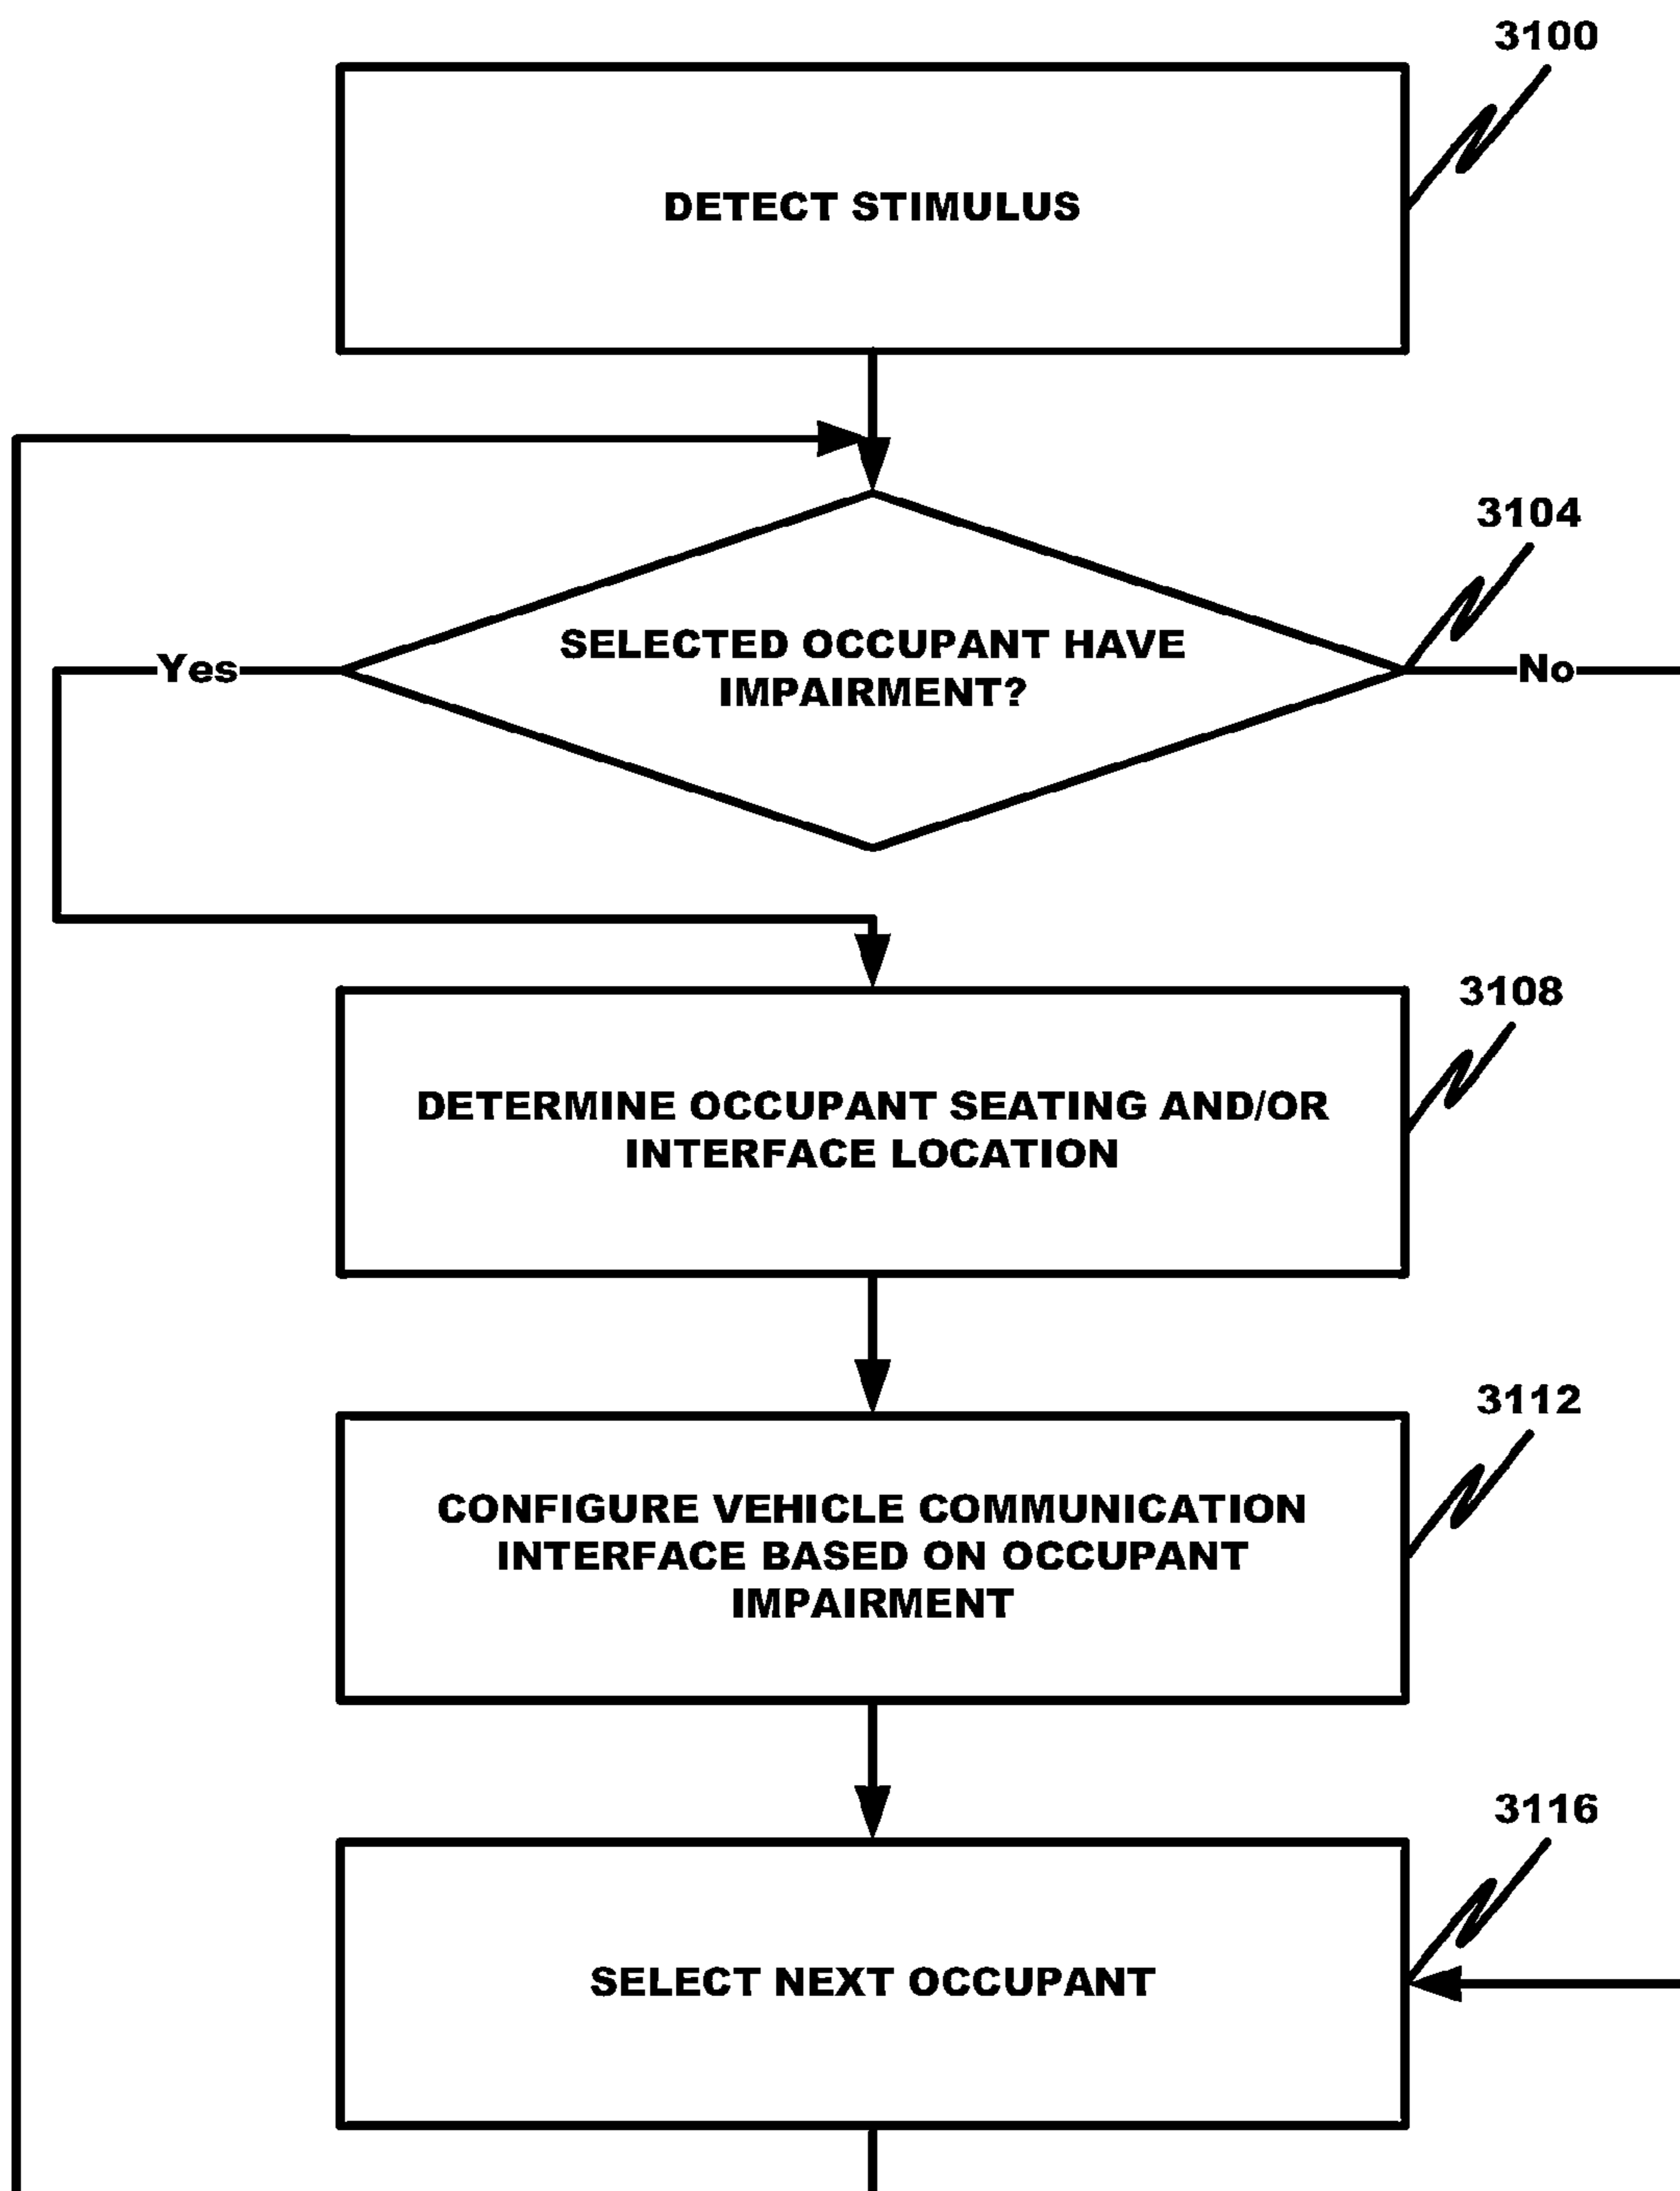 3100
DETECT STIMULUS
3104
SELECTED OCCUPANT HAVE
IMPAIRMENT?
Yes
No
3108
DETERMINE OCCUPANT SEATING AND/OR
INTERFACE LOCATION
3112
CONFIGURE VEHICLE COMMUNICATION
INTERFACE BASED ON OCCUPANT
IMPAIRMENT
3116
SELECT NEXT OCCUPANT